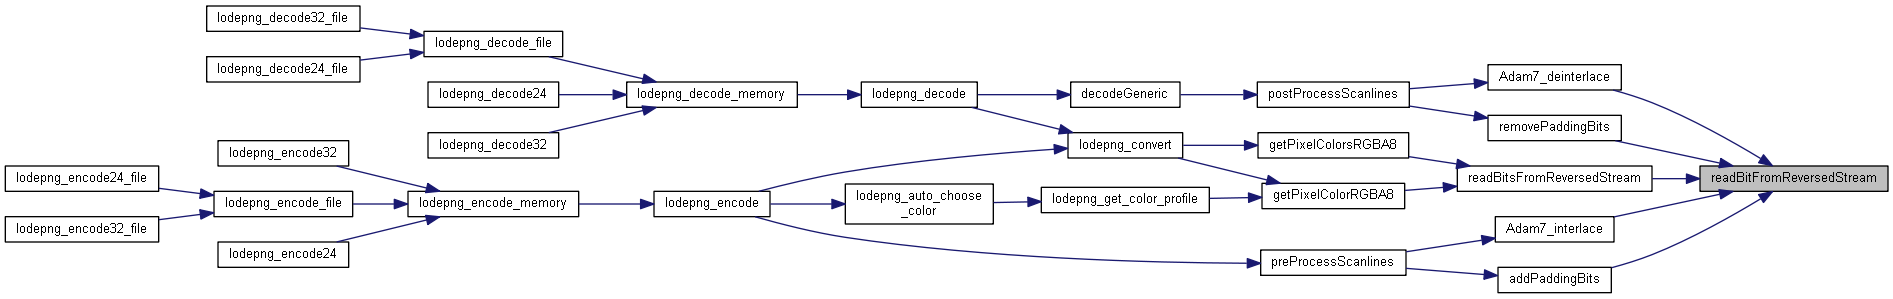 lodepng_decode32_file
lodepng_decode_file
lodepng_decode24_file
Adam7_deinterlace
lodepng_decode24
lodepng_decode_memory
lodepng_decode
decodeGeneric
postProcessScanlines
removePaddingBits
lodepng_decode32
lodepng_convert
getPixelColorsRGBA8
lodepng_encode32
lodepng_encode24_file
readBitsFromReversedStream
readBitFromReversedStream
lodepng_auto_choose
_color
lodepng_get_color_profile
getPixelColorRGBA8
lodepng_encode_file
lodepng_encode_memory
lodepng_encode
lodepng_encode32_file
Adam7_interlace
lodepng_encode24
preProcessScanlines
addPaddingBits